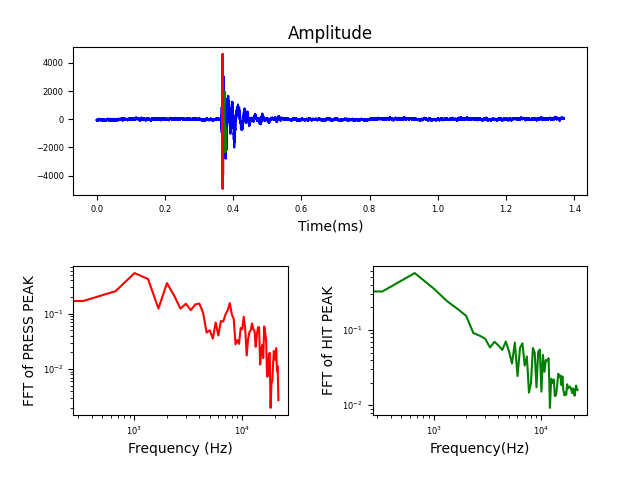 Amplitude
4000
2000
0
−2000
−4000
0.0 0.2 0.4 0.6 0.8 1.0 1.2 1.4
Time(ms)
FFT of PRESS PEAK
10⁻¹
10⁻²
10³ 10⁴
Frequency (Hz)
FFT of HIT PEAK
10⁻¹
10⁻²
10³ 10⁴
Frequency(Hz)